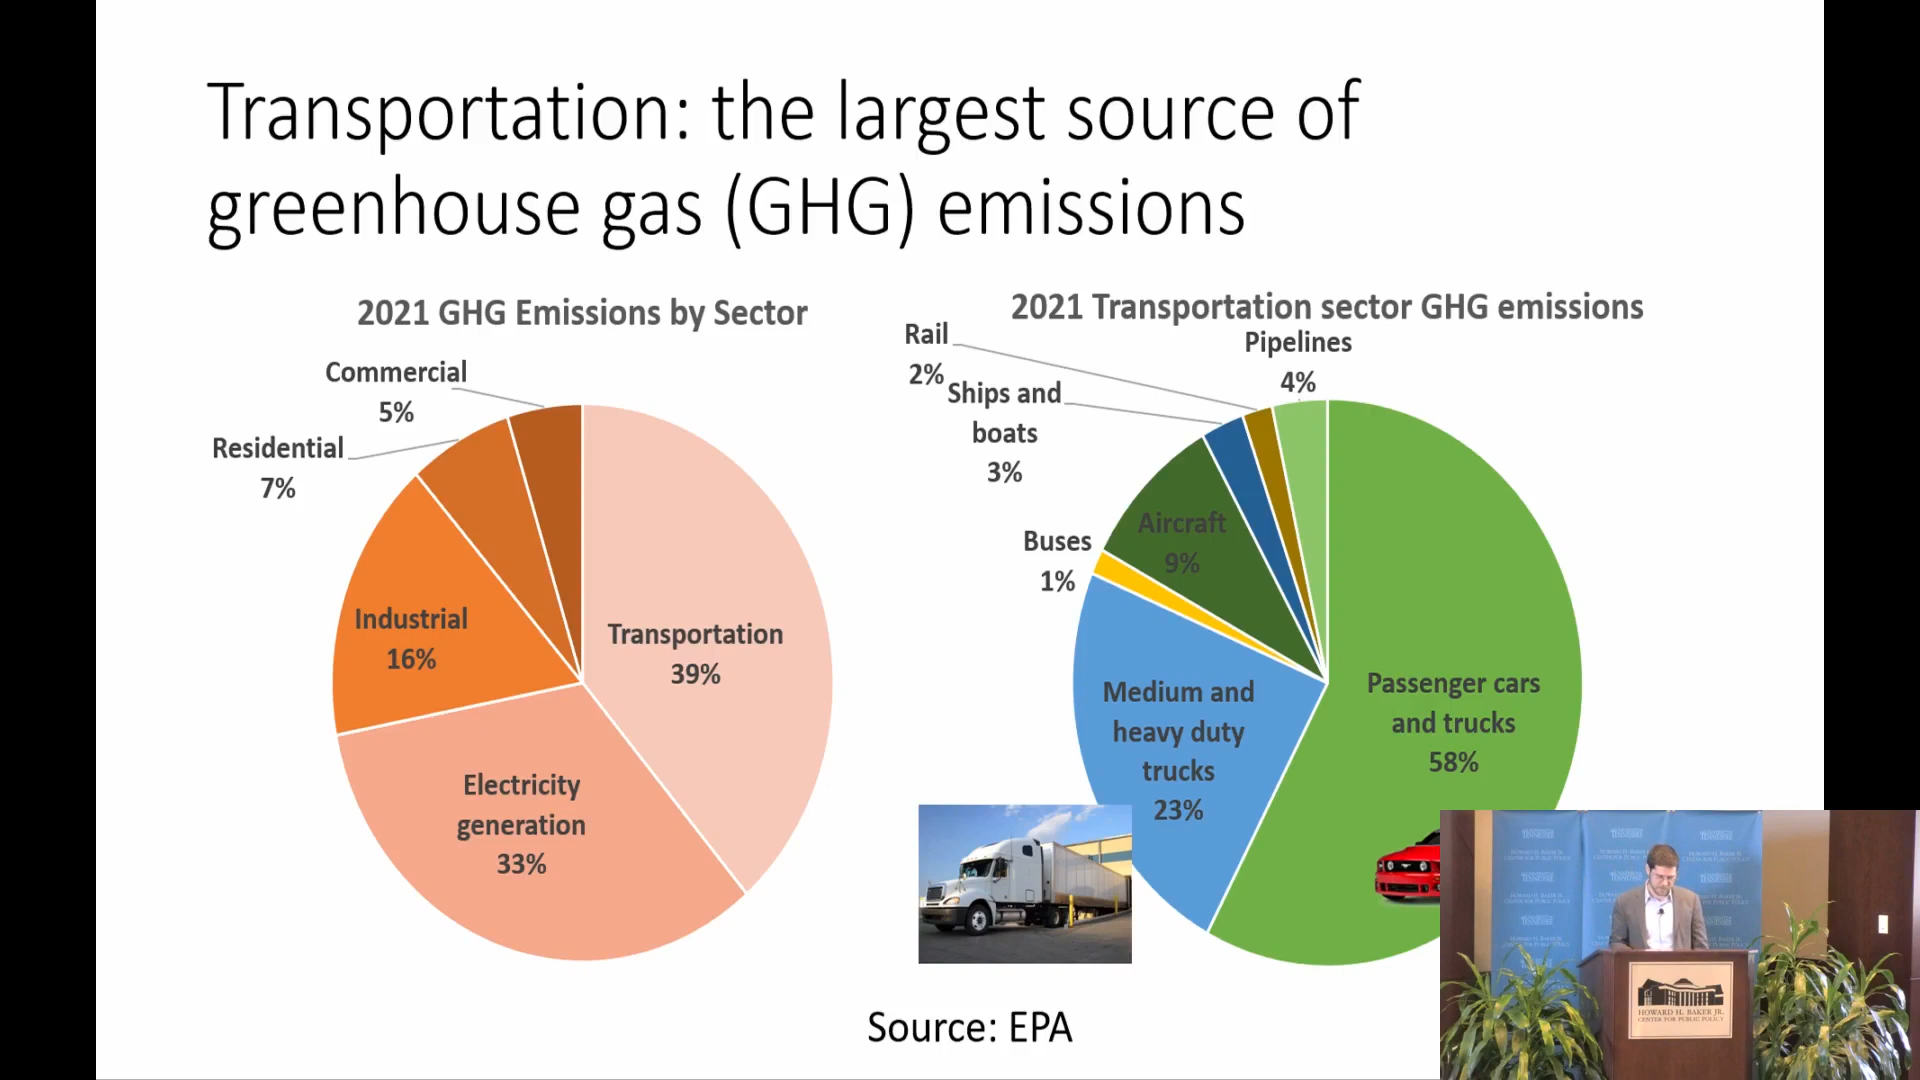 Transportation: the largest source of
greenhouse gas (GHG) emissions
2021 GHG Emissions by Sector
Commercial
5%
Residential
7%
Industrial
16%
Transportation
39%
Electricity
generation
33%
2021 Transportation sector GHG emissions
Rail
2%
Pipelines
4%
Ships and
boats
3%
Aircraft
9%
Buses
1%
Medium and
heavy duty
trucks
23%
Passenger cars
and trucks
58%
Source: EPA
HOWARD H. BAKER JR.
CENTER FOR PUBLIC POLICY